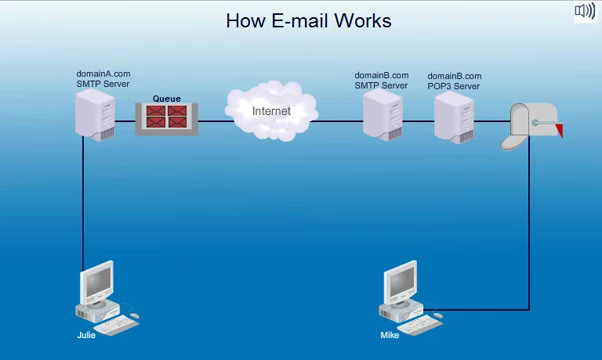 How E-mail Works
domainA.com
SMTP Server
Queue
Internet
domainB.com
SMTP Server
domainB.com
POP3 Server
Julie
Mike